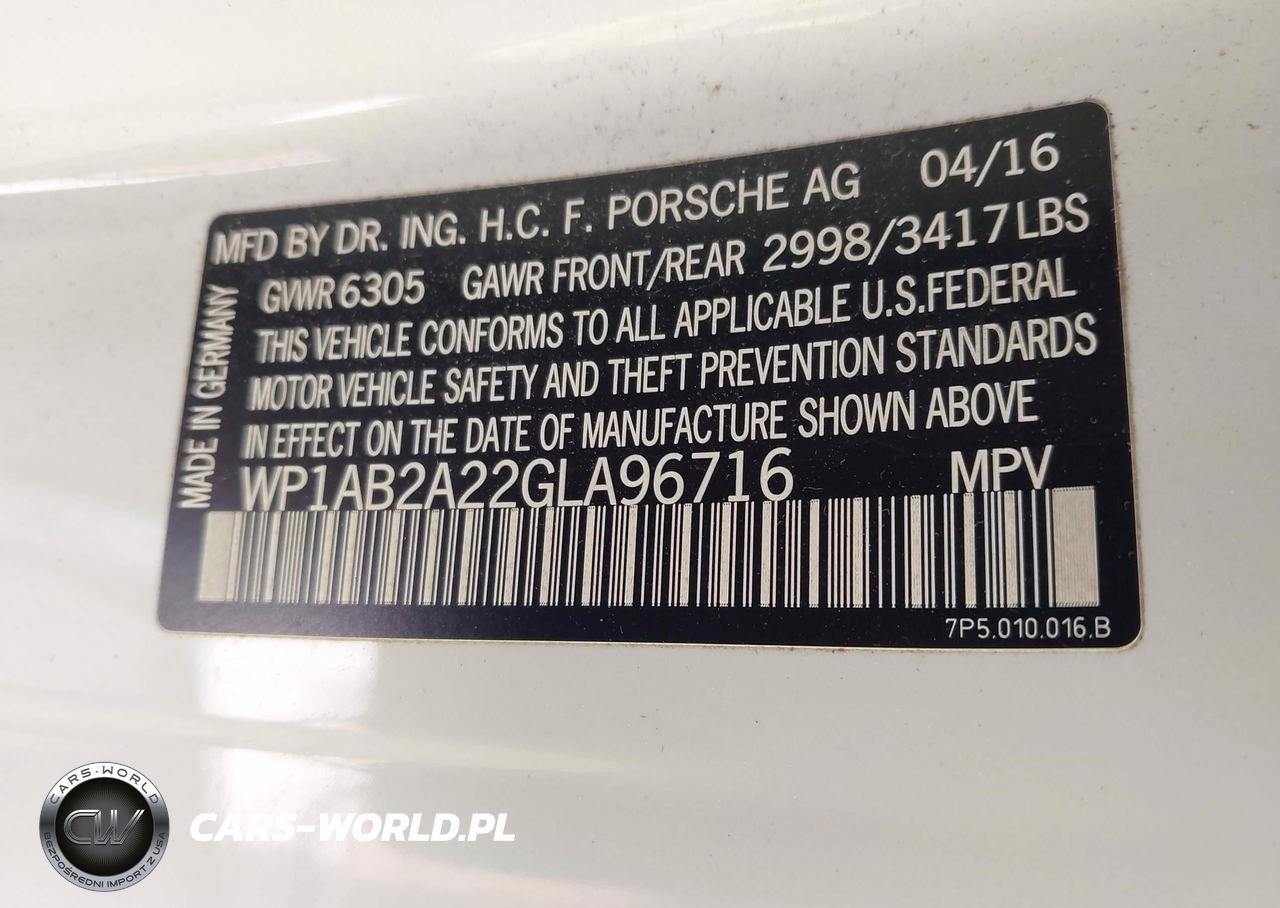 MFD BY DR. ING. H.C. F. PORSCHE AG 04/16
GVWR 6305 GAWR FRONT/REAR 2998/3417 LBS
THIS VEHICLE CONFORMS TO ALL APPLICABLE U.S.FEDERAL
MOTOR VEHICLE SAFETY AND THEFT PREVENTION STANDARDS
IN EFFECT ON THE DATE OF MANUFACTURE SHOWN ABOVE
WP1AB2A22GLA96716 MPV
MADE IN GERMANY
7P5.010.016.B
CARS-WORLD
CW
BEZPOŚREDNI IMPORT Z USA
CARS-WORLD.PL